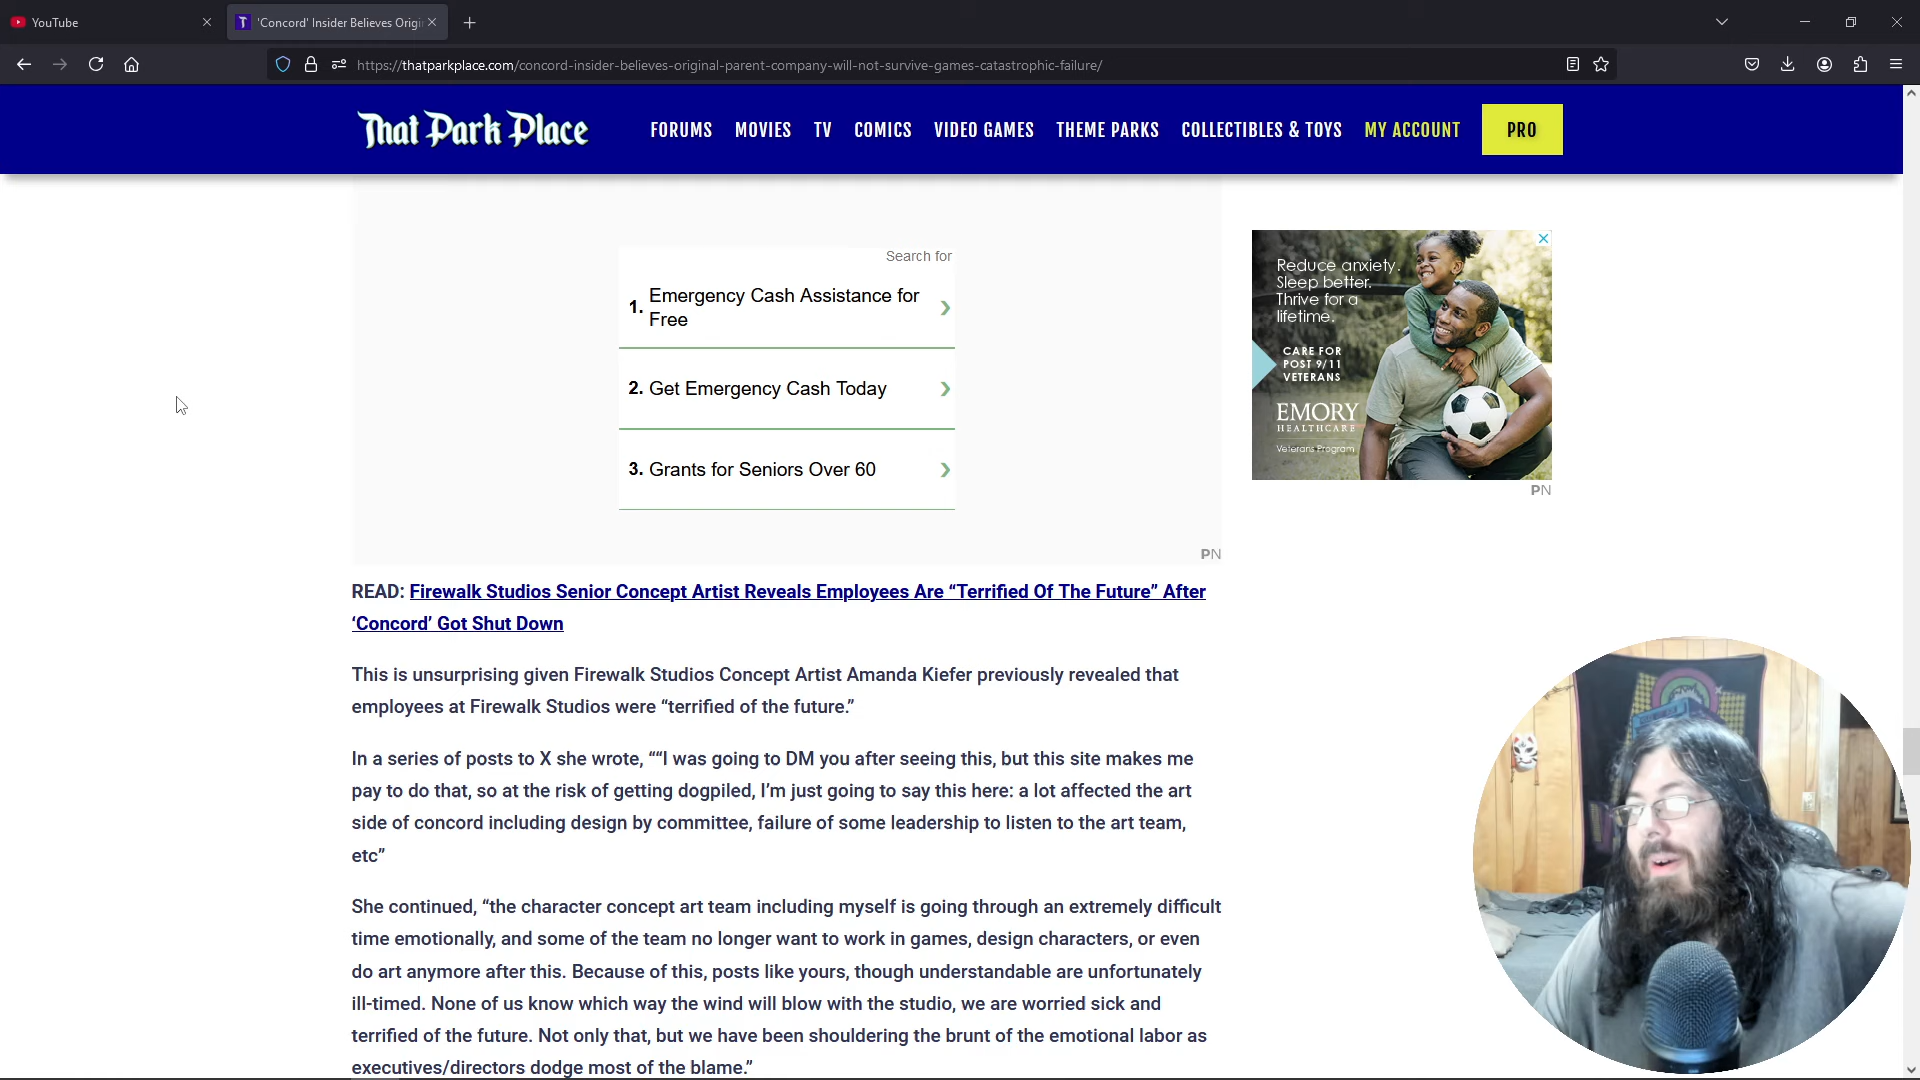 YouTube
'Concord' Insider Believes Origi
https://thatparkplace.com/concord-insider-believes-original-parent-company-will-not-survive-games-catastrophic-failure/
That Park Place
FORUMS
MOVIES
TV
COMICS
VIDEO GAMES
THEME PARKS
COLLECTIBLES & TOYS
MY ACCOUNT
PRO
Search for
1. Emergency Cash Assistance for
Free
2. Get Emergency Cash Today
3. Grants for Seniors Over 60
PN
Reduce anxiety.
Sleep better.
Thrive for a
lifetime.
CARE FOR
POST 9/11
VETERANS
EMORY
HEALTHCARE
Veterans Program
PN
READ: Firewalk Studios Senior Concept Artist Reveals Employees Are “Terrified Of The Future” After
‘Concord’ Got Shut Down
This is unsurprising given Firewalk Studios Concept Artist Amanda Kiefer previously revealed that
employees at Firewalk Studios were “terrified of the future.”
In a series of posts to X she wrote, ““I was going to DM you after seeing this, but this site makes me
pay to do that, so at the risk of getting dogpiled, I’m just going to say this here: a lot affected the art
side of concord including design by committee, failure of some leadership to listen to the art team,
etc”
She continued, “the character concept art team including myself is going through an extremely difficult
time emotionally, and some of the team no longer want to work in games, design characters, or even
do art anymore after this. Because of this, posts like yours, though understandable are unfortunately
ill-timed. None of us know which way the wind will blow with the studio, we are worried sick and
terrified of the future. Not only that, but we have been shouldering the brunt of the emotional labor as
executives/directors dodge most of the blame.”